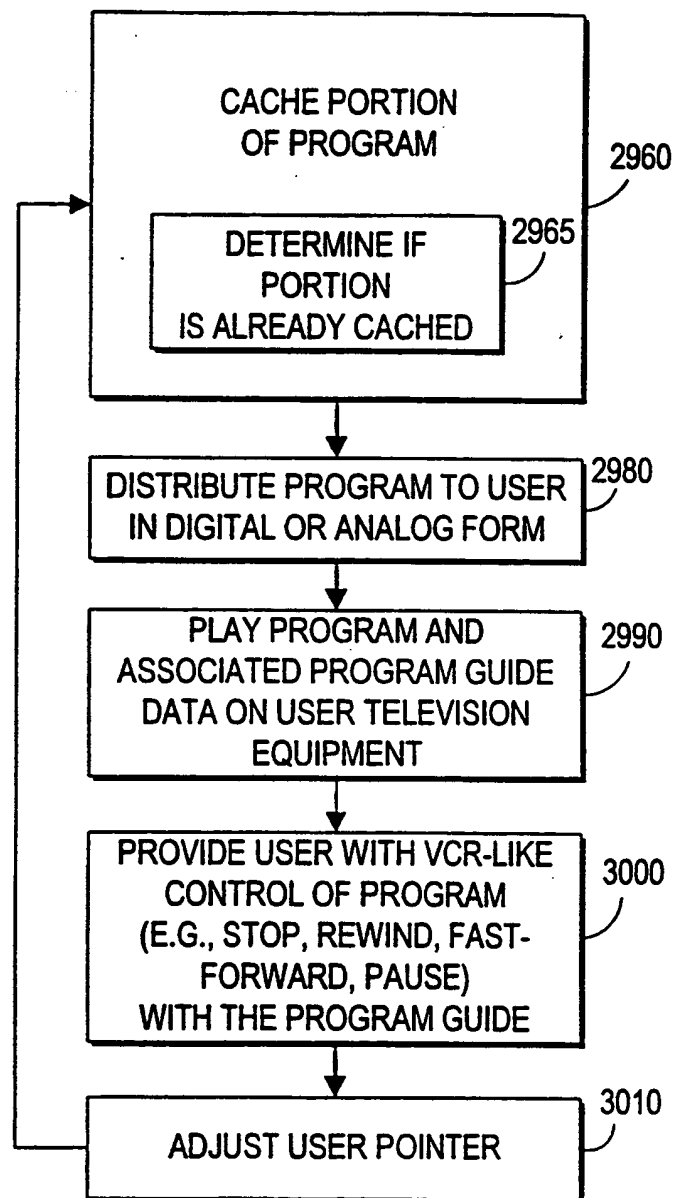 CACHE PORTION
OF PROGRAM
2960
DETERMINE IF
PORTION
IS ALREADY CACHED
2965
DISTRIBUTE PROGRAM TO USER
IN DIGITAL OR ANALOG FORM
2980
PLAY PROGRAM AND
ASSOCIATED PROGRAM GUIDE
DATA ON USER TELEVISION
EQUIPMENT
2990
PROVIDE USER WITH VCR-LIKE
CONTROL OF PROGRAM
(E.G., STOP, REWIND, FAST-
FORWARD, PAUSE)
WITH THE PROGRAM GUIDE
3000
ADJUST USER POINTER
3010